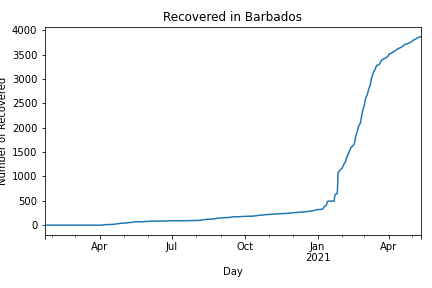 Recovered in Barbados
Number of Recovered
4000
3500
3000
2500
2000
1500
1000
500
0
Apr
Jul
Oct
Jan
2021
Apr
Day